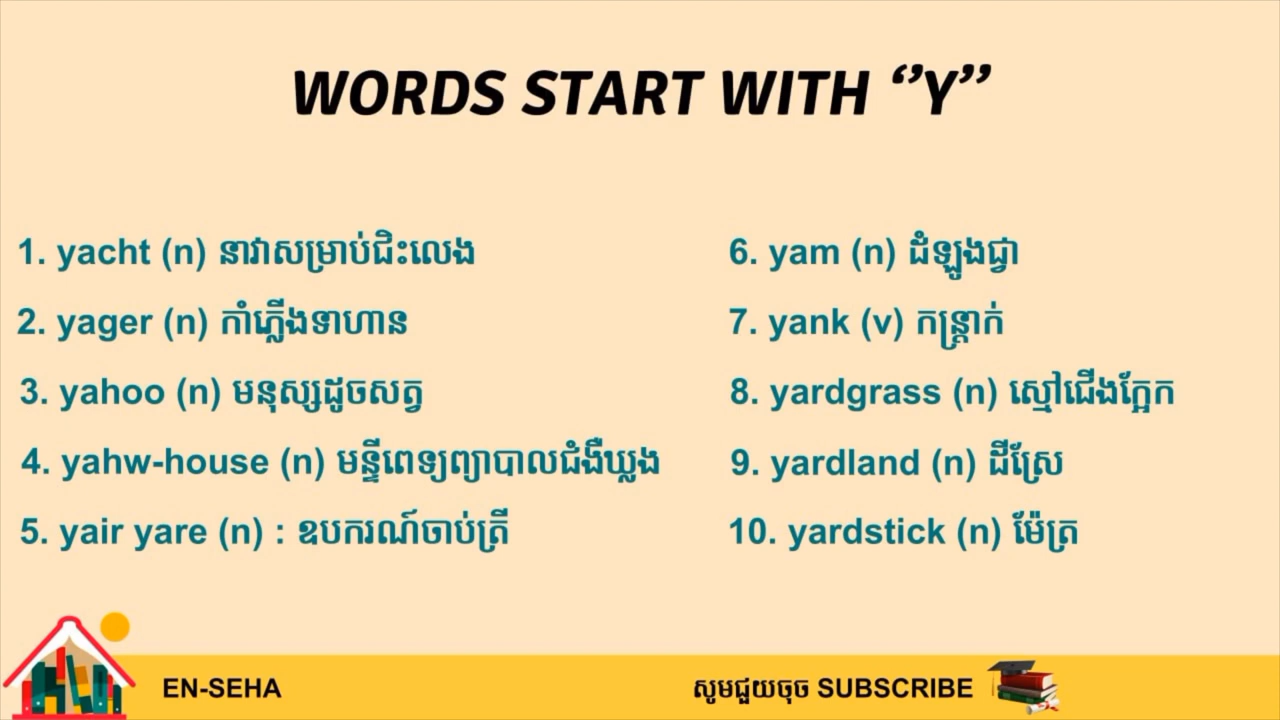 WORDS START WITH “Y”
1. yacht (n) នាវាសម្រាប់ជិះលេង
2. yager (n) កាំភ្លើងទាហាន
3. yahoo (n) មនុស្សដូចសត្វ
4. yahw-house (n) មន្ទីពេទ្យព្យាបាលជំងឺឃ្លង
5. yair yare (n) : ឧបករណ៍ចាប់ត្រី
6. yam (n) ដំឡូងជ្វា
7. yank (v) កន្ត្រាក់
8. yardgrass (n) ស្មៅជើងក្អែក
9. yardland (n) ដីស្រែ
10. yardstick (n) ម៉ែត្រ
EN-SEHA
សូមជួយចុច SUBSCRIBE